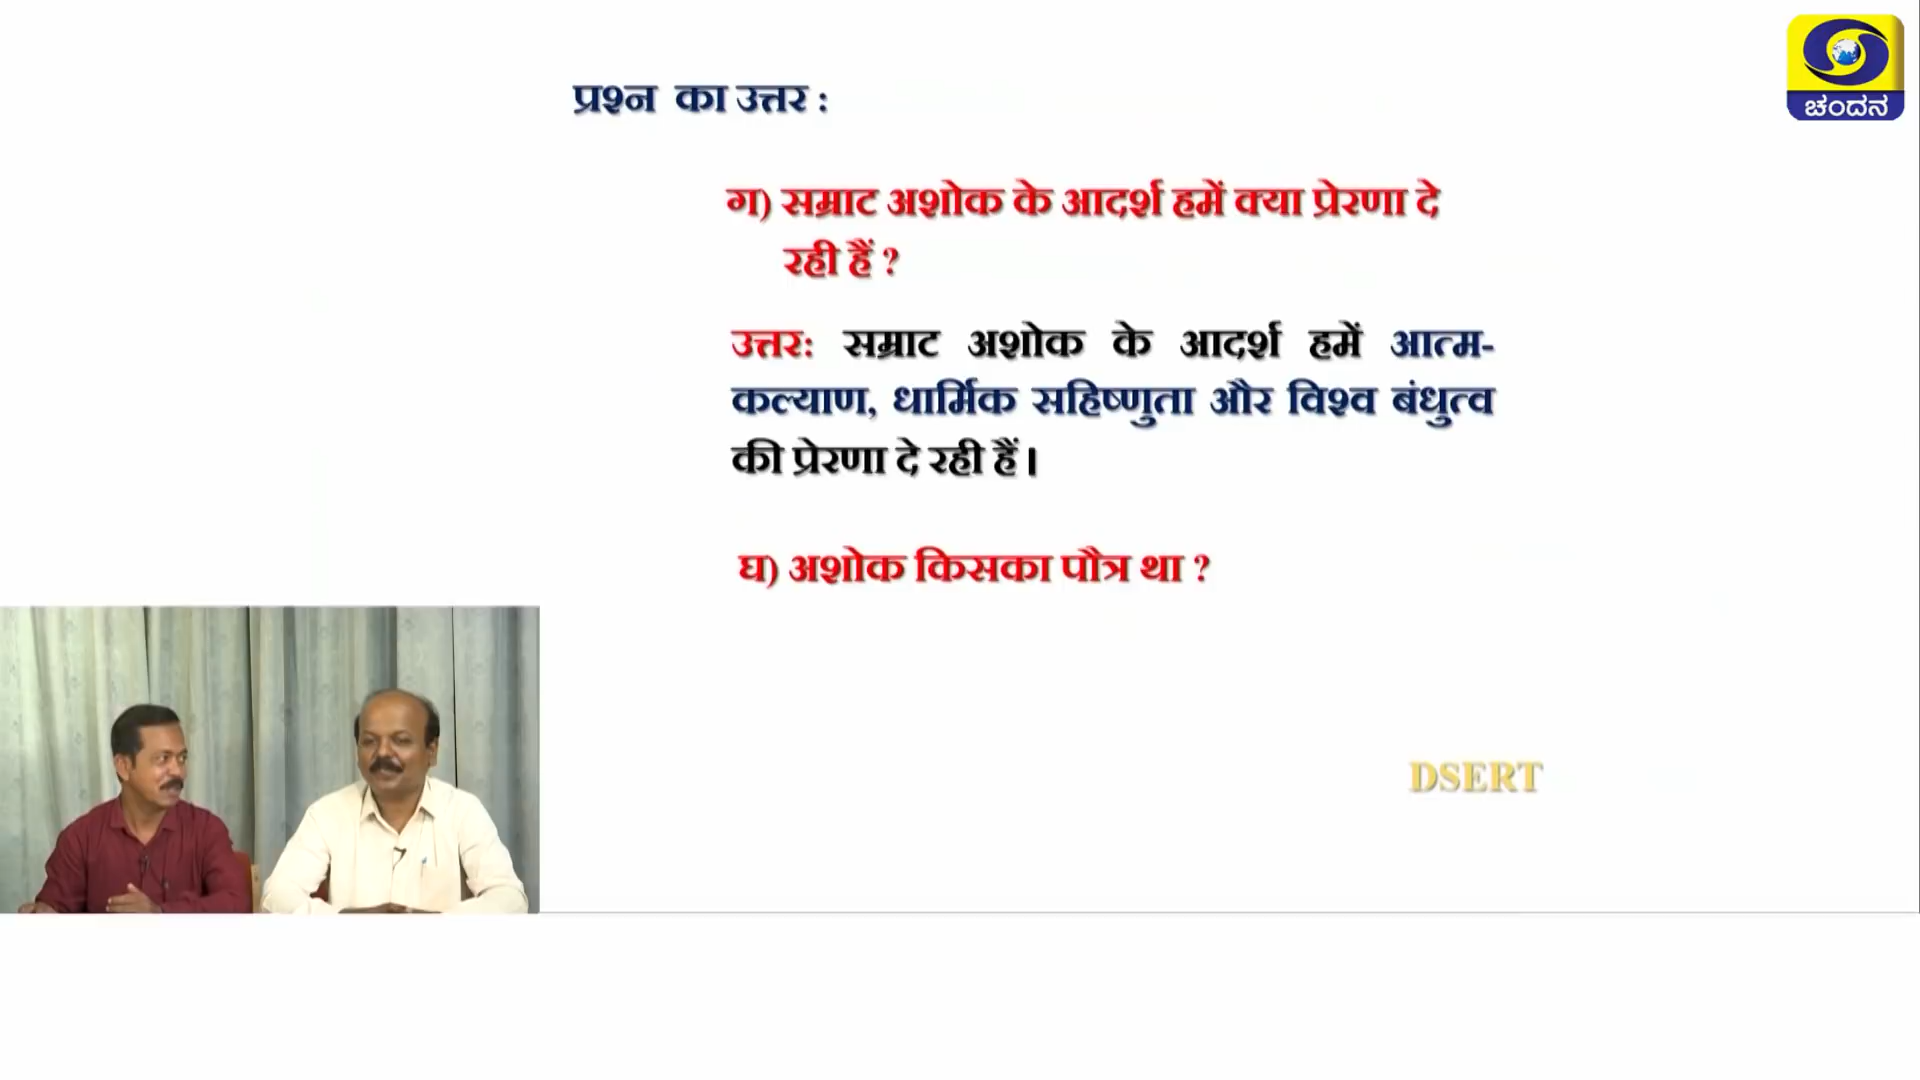 ಚಂದನ
प्रश्न का उत्तर :
ग) सम्राट अशोक के आदर्श हमें क्या प्रेरणा दे
रही हैं ?
उत्तर: सम्राट अशोक के आदर्श हमें आत्म-
कल्याण, धार्मिक सहिष्णुता और विश्व बंधुत्व
की प्रेरणा दे रही हैं।
घ) अशोक किसका पौत्र था ?
DSERT